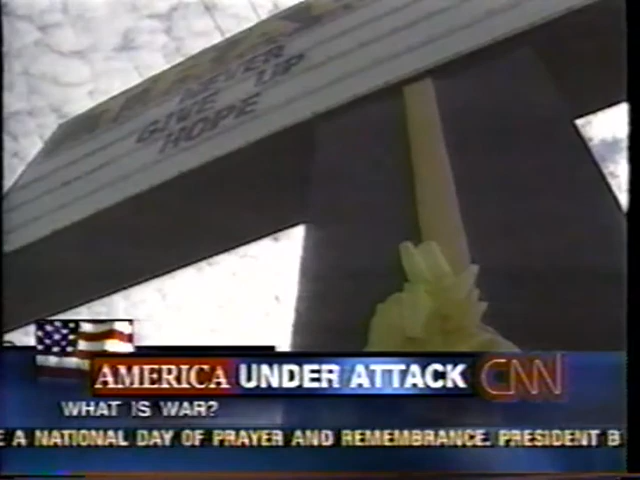 NEVER
GIVE UP
HOPE
AMERICA UNDER ATTACK CNN
WHAT IS WAR?
E A NATIONAL DAY OF PRAYER AND REMEMBRANCE. PRESIDENT B